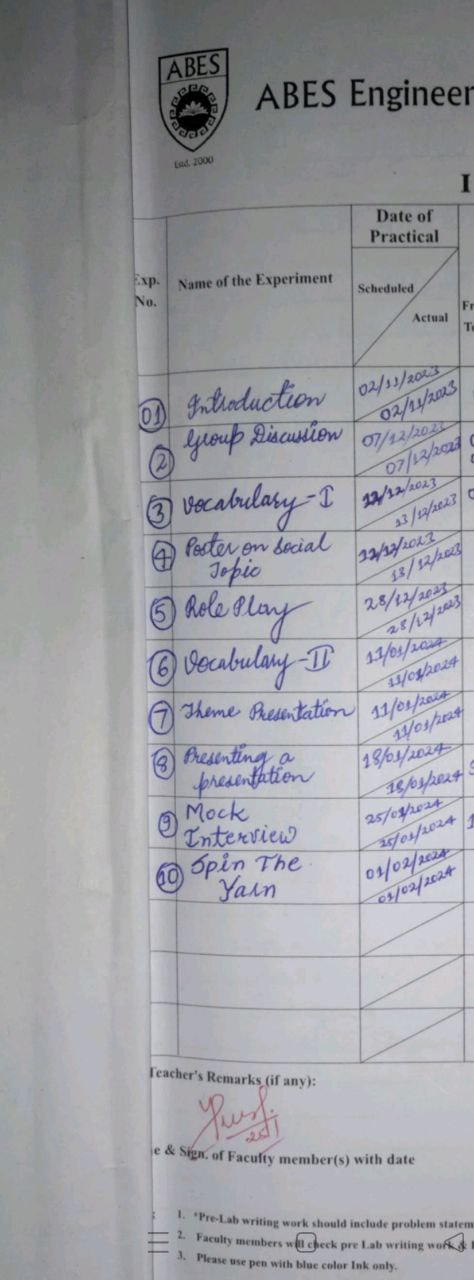 ABES
Estd. 2000
ABES Engineer
I
Exp. No.
Name of the Experiment
Date of Practical
Scheduled
Actual
Fr
To
01
Introduction
02/11/2023
02/11/2023
2
Group Discussion
07/12/2023
07/12/2023
3
Vocabulary-I
12/12/2023
13/12/2023
4
Poster on Social
Topic
12/12/2023
13/12/2023
5
Role Play
28/12/2023
28/12/2023
6
Vocabulary-II
11/01/2024
11/01/2024
7
Theme Presentation
11/01/2024
11/01/2024
8
Presenting a
presentation
18/01/2024
18/01/2024
9
Mock
Interview
25/01/2024
25/01/2024
10
Spin The
Yarn
01/02/2024
01/02/2024
Teacher's Remarks (if any):
e & Sign. of Faculty member(s) with date
1. *Pre-Lab writing work should include problem statem
2. Faculty members will check pre Lab writing work &
3. Please use pen with blue color Ink only.